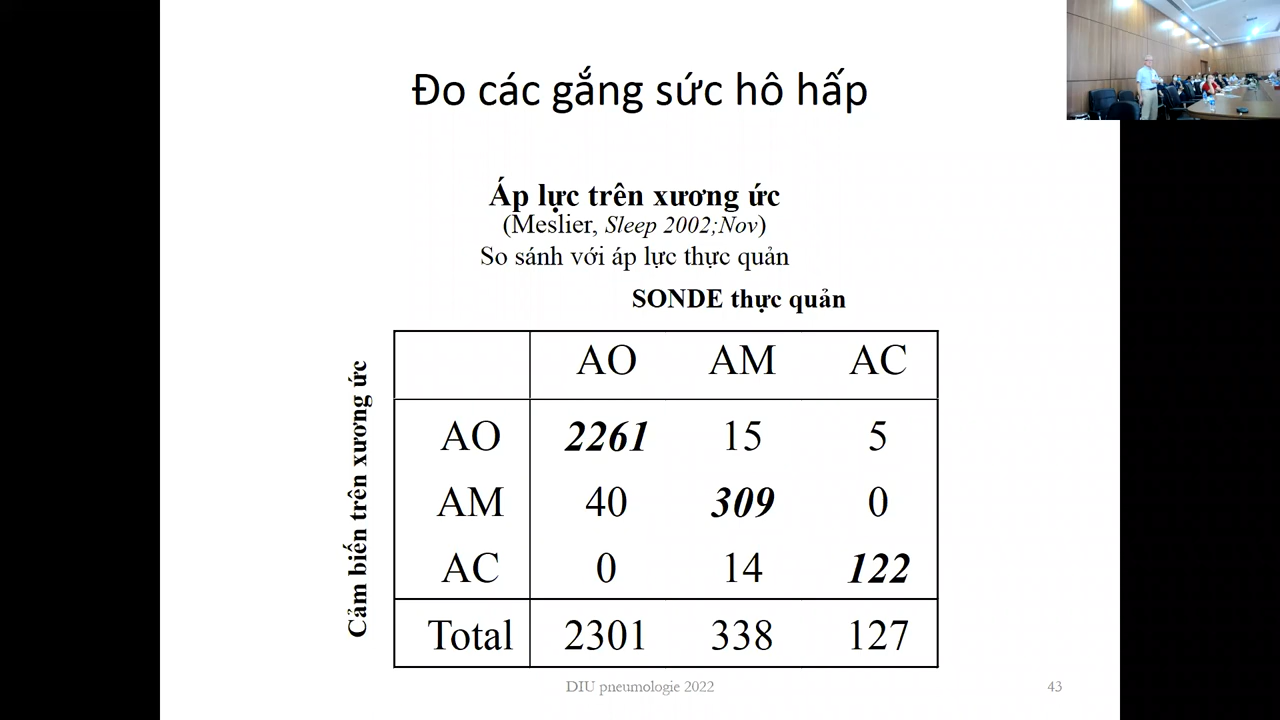 Đo các gắng sức hô hấp
Áp lực trên xương ức
(Meslier, Sleep 2002;Nov)
So sánh với áp lực thực quản
SONDE thực quản
Cảm biến trên xương ức
AO AM AC
AO 2261 15 5
AM 40 309 0
AC 0 14 122
Total 2301 338 127
DIU pneumologie 2022
43